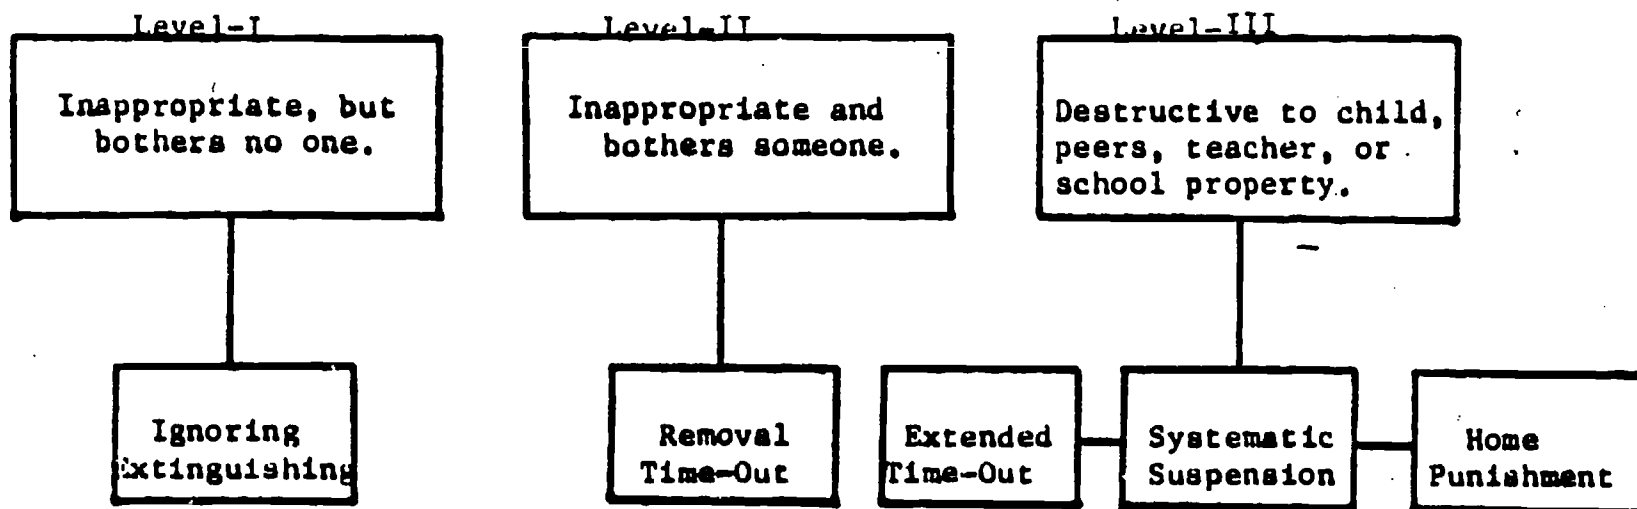 Level-I
Inappropriate, but
bothers no one.
Level-II
Inappropriate and
bothers someone.
Level-III
Destructive to child,
peers, teacher, or
school property.
Ignoring
Extinguishing
Removal
Time-Out
Extended
Time-Out
Systematic
Suspension
Home
Punishment